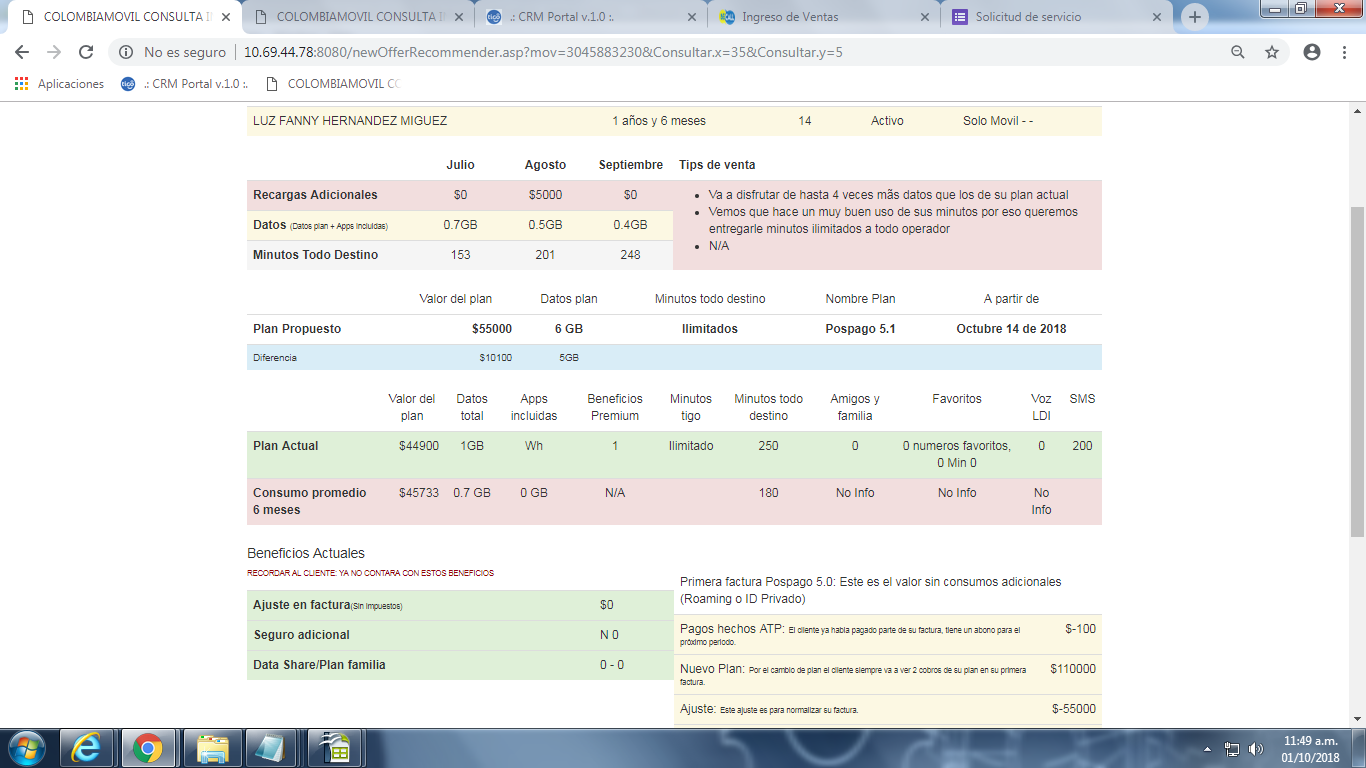 COLOMBIAMOVIL CONSULTA I
COLOMBIAMOVIL CONSULTA I
.: CRM Portal v.1.0 :.
Ingreso de Ventas
Solicitud de servicio
No es seguro
10.69.44.78:8080/newOfferRecommender.asp?mov=3045883230&Consultar.x=35&Consultar.y=5
Aplicaciones
.: CRM Portal v.1.0 :.
COLOMBIAMOVIL CC
LUZ FANNY HERNANDEZ MIGUEZ 1 años y 6 meses 14 Activo Solo Movil - -
Julio Agosto Septiembre Tips de venta
Recargas Adicionales $0 $5000 $0
Datos (Datos plan + Apps Incluidas) 0.7GB 0.5GB 0.4GB
Minutos Todo Destino 153 201 248
Va a disfrutar de hasta 4 veces mãs datos que los de su plan actual
Vemos que hace un muy buen uso de sus minutos por eso queremos
entregarle minutos ilimitados a todo operador
N/A
Valor del plan Datos plan Minutos todo destino Nombre Plan A partir de
Plan Propuesto $55000 6 GB Ilimitados Pospago 5.1 Octubre 14 de 2018
Diferencia $10100 5GB
Valor del plan Datos total Apps incluidas Beneficios Premium Minutos tigo Minutos todo destino Amigos y familia Favoritos Voz LDI SMS
Plan Actual $44900 1GB Wh 1 Ilimitado 250 0 0 numeros favoritos, 0 Min 0 0 200
Consumo promedio 6 meses $45733 0.7 GB 0 GB N/A 180 No Info No Info No Info
Beneficios Actuales
RECORDAR AL CLIENTE: YA NO CONTARA CON ESTOS BENEFICIOS
Ajuste en factura(Sin Impuestos) $0
Seguro adicional N 0
Data Share/Plan familia 0 - 0
Primera factura Pospago 5.0: Este es el valor sin consumos adicionales
(Roaming o ID Privado)
Pagos hechos ATP: El cliente ya habla pagado parte de su factura, tiene un abono para el $-100
próximo periodo.
Nuevo Plan: Por el cambio de plan el cliente siempre va a ver 2 cobros de su plan en su primera $110000
factura.
Ajuste: Este ajuste es para normalizar su factura. $-55000
11:49 a.m.
01/10/2018